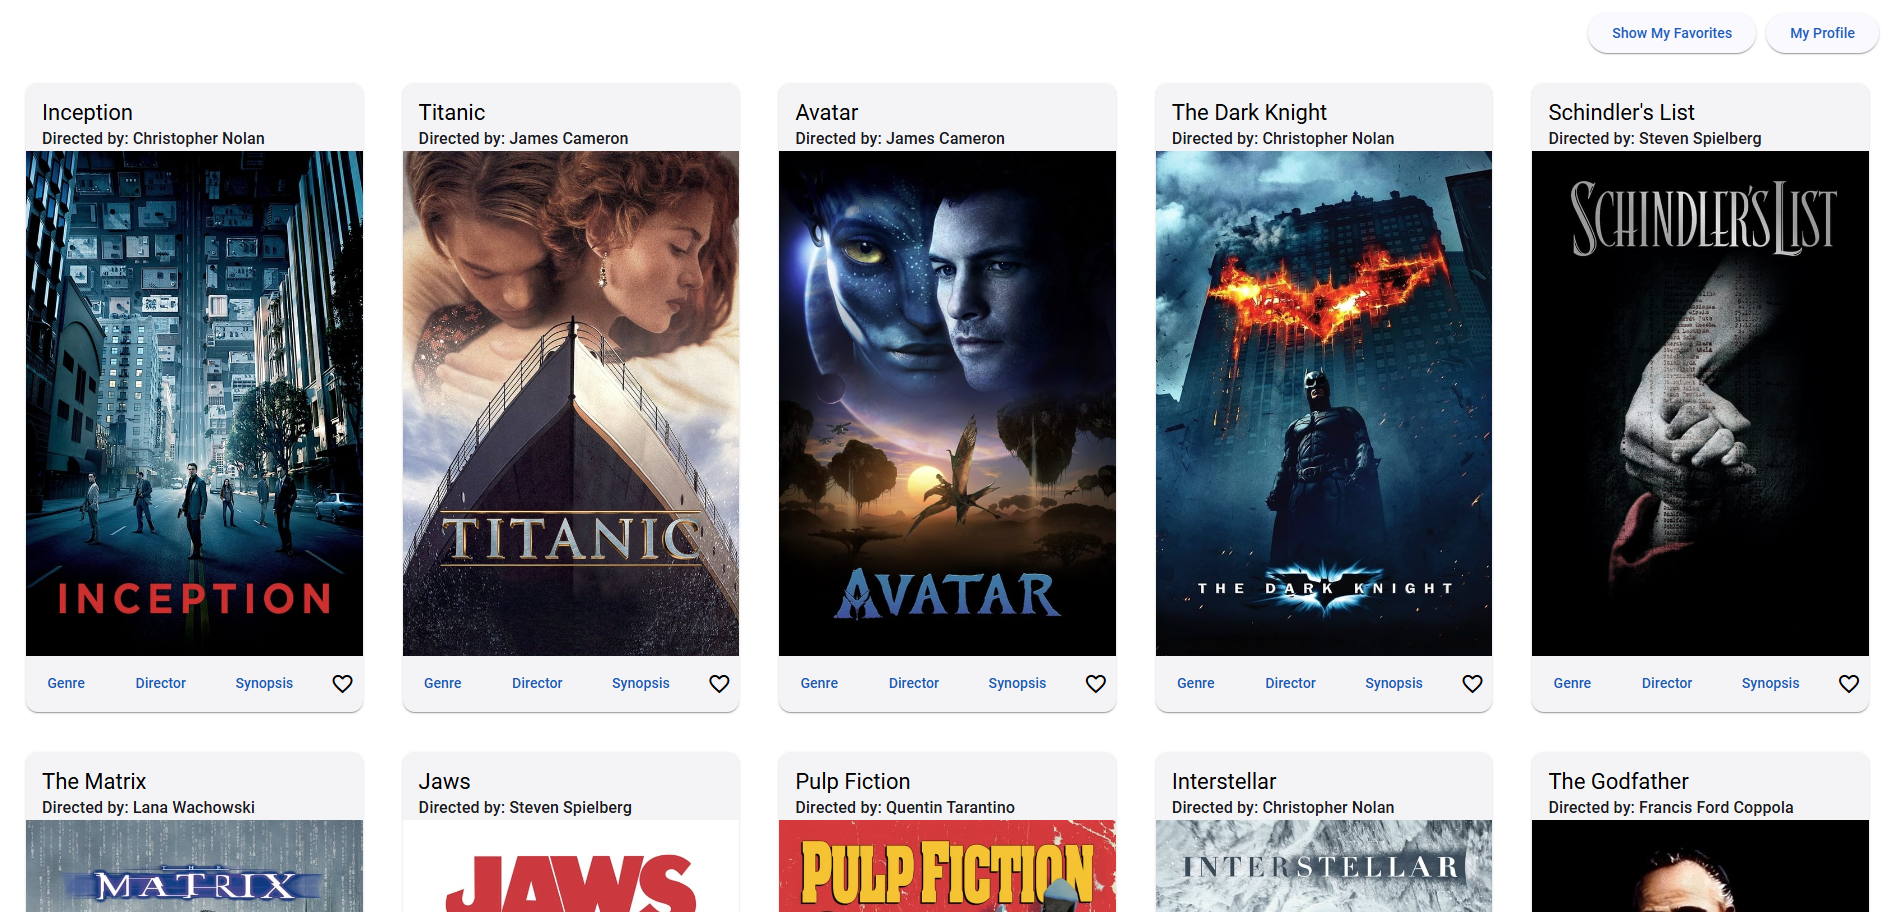 Show My Favorites
My Profile
Inception
Directed by: Christopher Nolan
INCEPTION
Genre Director Synopsis
Titanic
Directed by: James Cameron
TITANIC
Genre Director Synopsis
Avatar
Directed by: James Cameron
AVATAR
Genre Director Synopsis
The Dark Knight
Directed by: Christopher Nolan
THE DARK KNIGHT
Genre Director Synopsis
Schindler's List
Directed by: Steven Spielberg
SCHINDLER'S LIST
Genre Director Synopsis
The Matrix
Directed by: Lana Wachowski
THE
MATRIX
Jaws
Directed by: Steven Spielberg
JAWS
Pulp Fiction
Directed by: Quentin Tarantino
PULP FICTION
Interstellar
Directed by: Christopher Nolan
INTERSTELLAR
The Godfather
Directed by: Francis Ford Coppola